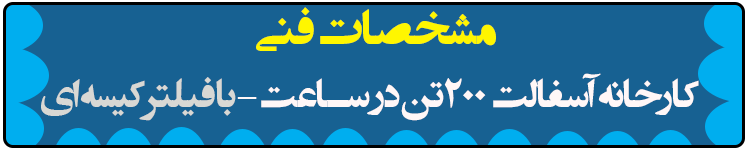 مشخصات فنی
کارخانه آسفالت ۲۰۰ تن در ساعت - با فیلتر کیسه ای